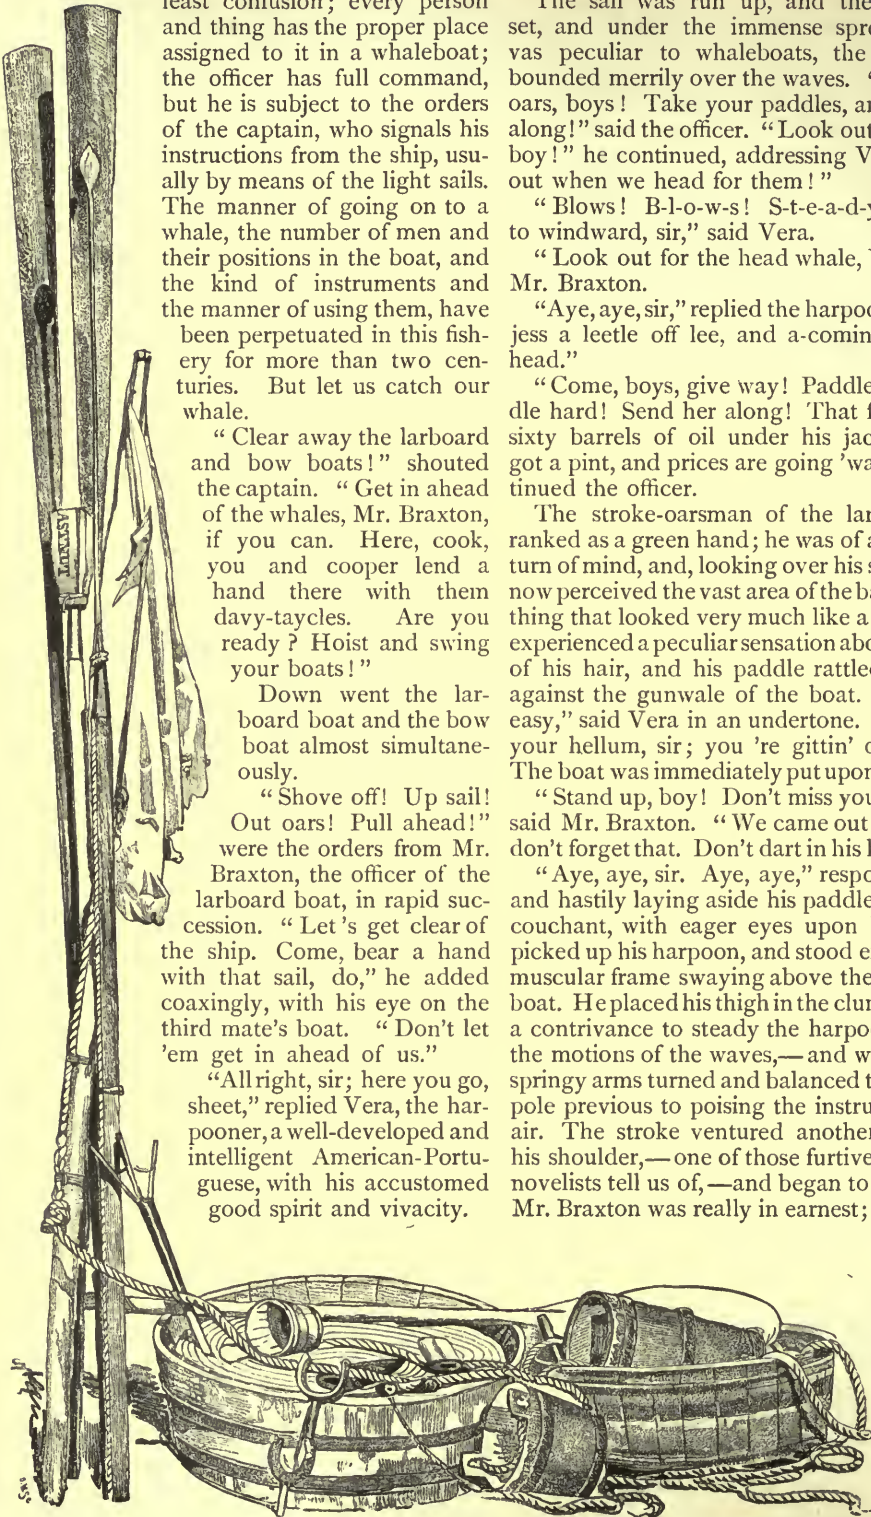 least confusion; every person
and thing has the proper place
assigned to it in a whaleboat;
the officer has full command,
but he is subject to the orders
of the captain, who signals his
instructions from the ship, usu-
ally by means of the light sails.
The manner of going on to a
whale, the number of men and
their positions in the boat, and
the kind of instruments and
the manner of using them, have
been perpetuated in this fish-
ery for more than two cen-
turies. But let us catch our
whale.
“Clear away the larboard
and bow boats!” shouted
the captain. “Get in ahead
of the whales, Mr. Braxton,
if you can. Here, cook,
you and cooper lend a
hand there with them
davy-taycles. Are you
ready? Hoist and swing
your boats!”
Down went the lar-
board boat and the bow
boat almost simultane-
ously.
“Shove off! Up sail!
Out oars! Pull ahead!”
were the orders from Mr.
Braxton, the officer of the
larboard boat, in rapid suc-
cession. “Let's get clear of
the ship. Come, bear a hand
with that sail, do,” he added
coaxingly, with his eye on the
third mate's boat. “Don't let
'em get in ahead of us.”
“All right, sir; here you go,
sheet,” replied Vera, the har-
pooner, a well-developed and
intelligent American-Portu-
guese, with his accustomed
good spirit and vivacity.
The sail was run up, and the
set, and under the immense spre
vas peculiar to whaleboats, the
bounded merrily over the waves.
oars, boys! Take your paddles, an
along!” said the officer. “Look out
boy!” he continued, addressing V
out when we head for them!”
“Blows! B-l-o-w-s! S-t-e-a-d-y
to windward, sir,” said Vera.
“Look out for the head whale,
Mr. Braxton.
“Aye, aye, sir,” replied the harpoo
jess a leetle off lee, and a-comin
head.”
“Come, boys, give way! Paddle
dle hard! Send her along! That f
sixty barrels of oil under his jac
got a pint, and prices are going 'wa
tinued the officer.
The stroke-oarsman of the lar
ranked as a green hand; he was of a
turn of mind, and, looking over his s
now perceived the vast area of the ba
thing that looked very much like a
experienced a peculiar sensation abo
of his hair, and his paddle rattled
against the gunwale of the boat.
easy,” said Vera in an undertone.
your hellum, sir; you 're gittin' o
The boat was immediately put upon
“Stand up, boy! Don't miss you
said Mr. Braxton. “We came out
don't forget that. Don't dart in his
“Aye, aye, sir. Aye, aye,” respo
and hastily laying aside his paddle
couchant, with eager eyes upon
picked up his harpoon, and stood e
muscular frame swaying above the
boat. He placed his thigh in the clum
a contrivance to steady the harpo
the motions of the waves,—and w
springy arms turned and balanced t
pole previous to poising the instru
air. The stroke ventured another
his shoulder,—one of those furtive
novelists tell us of,—and began to
Mr. Braxton was really in earnest;